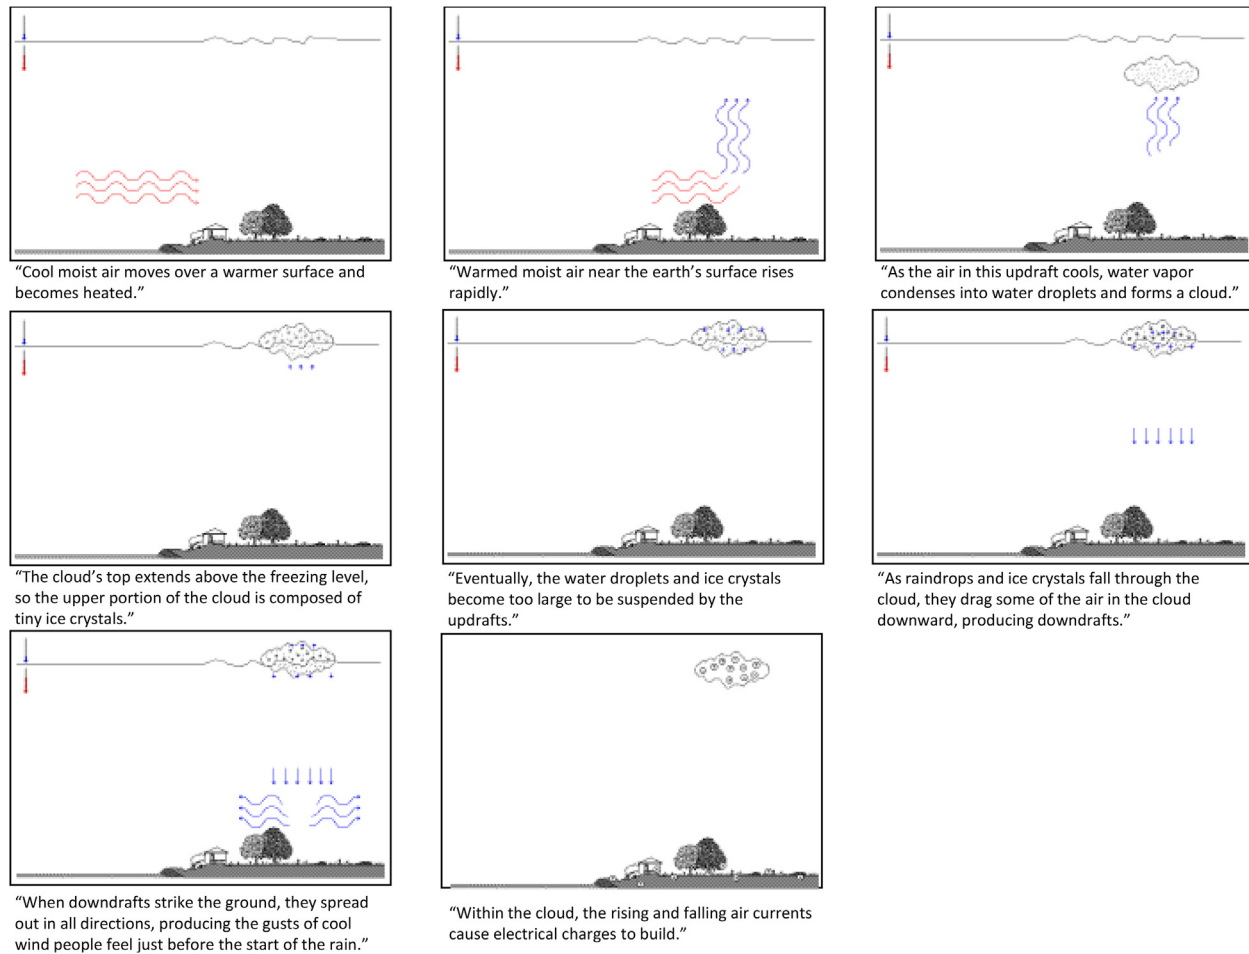 “Cool moist air moves over a warmer surface and
becomes heated.”
“Warmed moist air near the earth’s surface rises
rapidly.”
“As the air in this updraft cools, water vapor
condenses into water droplets and forms a cloud.”
“The cloud’s top extends above the freezing level,
so the upper portion of the cloud is composed of
tiny ice crystals.”
“Eventually, the water droplets and ice crystals
become too large to be suspended by the
updrafts.”
“As raindrops and ice crystals fall through the
cloud, they drag some of the air in the cloud
downward, producing downdrafts.”
“When downdrafts strike the ground, they spread
out in all directions, producing the gusts of cool
wind people feel just before the start of the rain.”
“Within the cloud, the rising and falling air currents
cause electrical charges to build.”